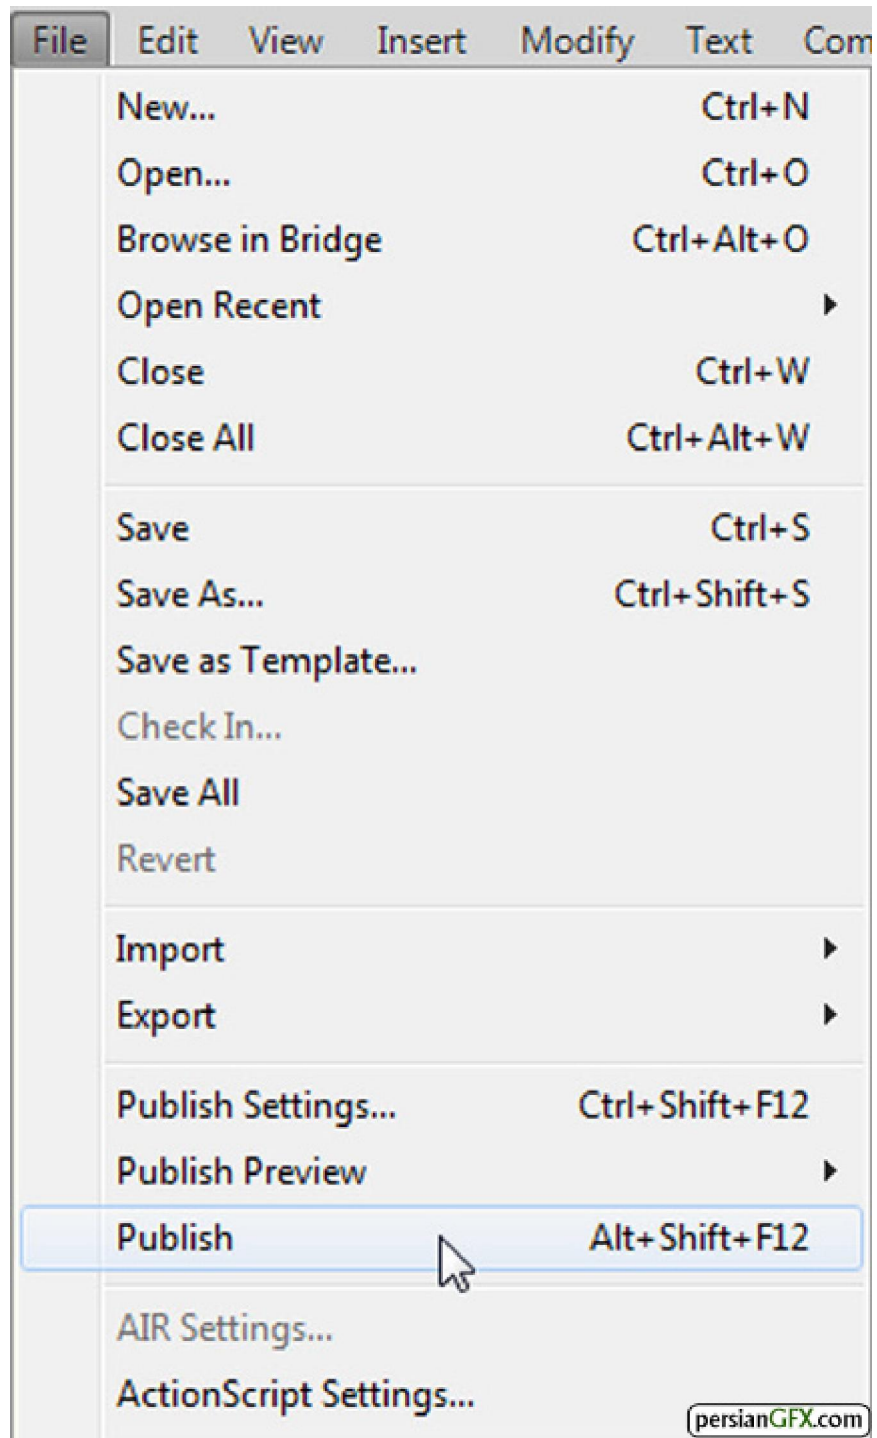 File Edit View Insert Modify Text Com
New... Ctrl+N
Open... Ctrl+O
Browse in Bridge Ctrl+Alt+O
Open Recent
Close Ctrl+W
Close All Ctrl+Alt+W
Save Ctrl+S
Save As... Ctrl+Shift+S
Save as Template...
Check In...
Save All
Revert
Import
Export
Publish Settings... Ctrl+Shift+F12
Publish Preview
Publish Alt+Shift+F12
AIR Settings...
ActionScript Settings...
persianGFX.com